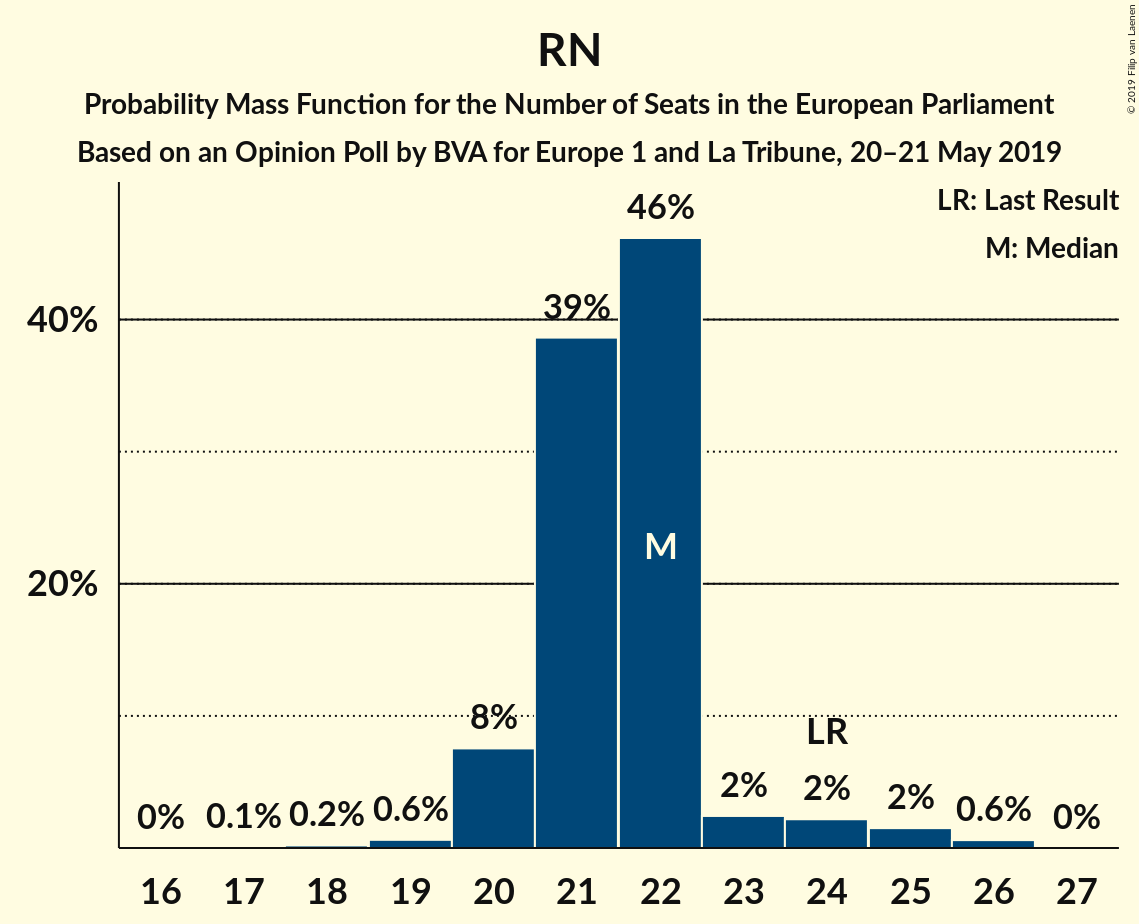 RN
Probability Mass Function for the Number of Seats in the European Parliament
Based on an Opinion Poll by BVA for Europe 1 and La Tribune, 20–21 May 2019
© 2019 Filip van Laenen
LR: Last Result
M: Median
40%
20%
0%
0.1%
0.2%
0.6%
8%
39%
46%
M
2%
LR
2%
2%
0.6%
0%
16 17 18 19 20 21 22 23 24 25 26 27